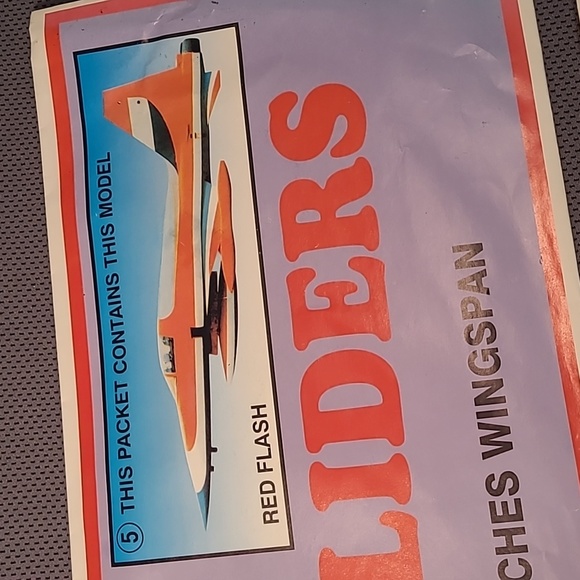 ⑤ THIS PACKET CONTAINS THIS MODEL
RED FLASH
LIDERS
CHES WINGSPAN